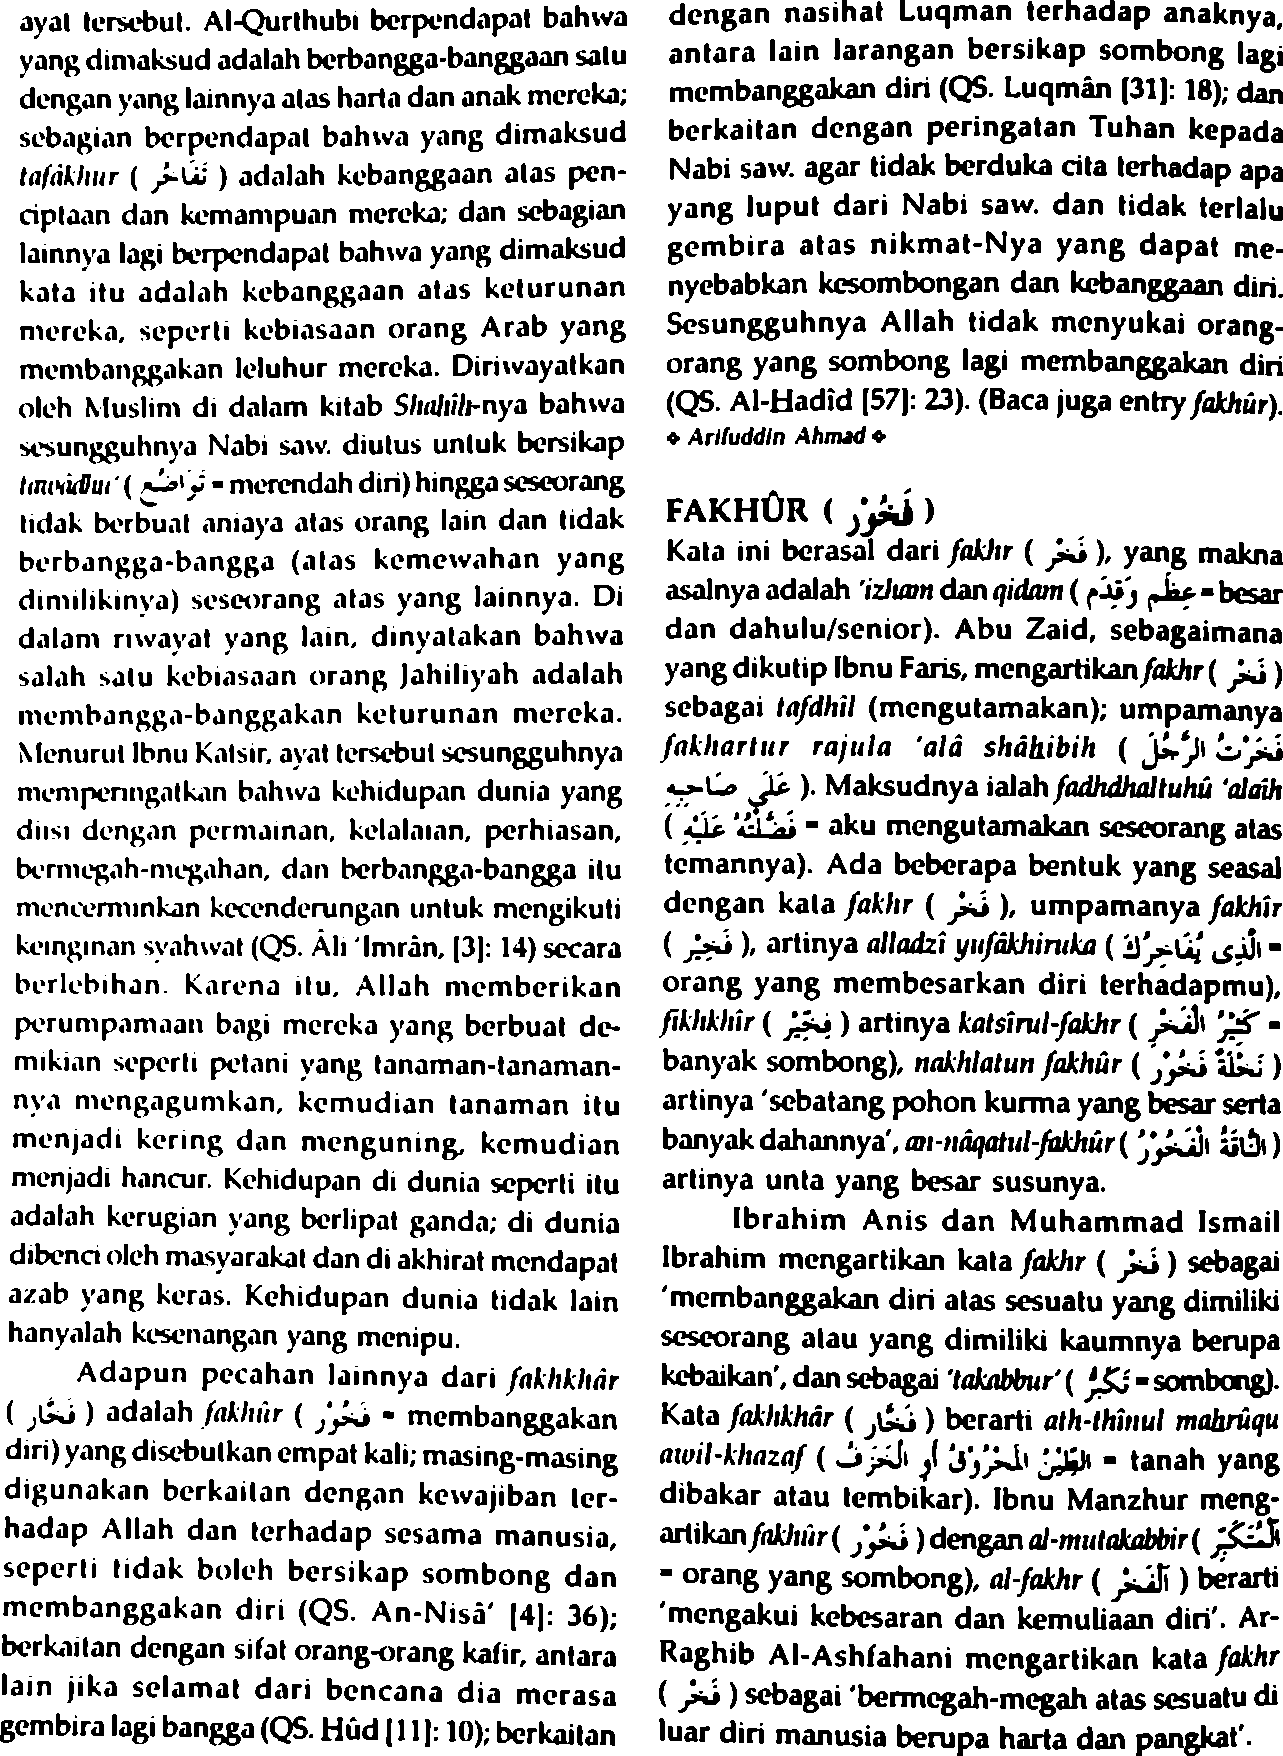 ayat tersebut. Al-Qurthubi berpendapat bahwa
yang dimaksud adalah berbangga-banggaan satu
dengan yang lainnya atas harta dan anak mereka;
sebagian berpendapat bahwa yang dimaksud
tafâkhur ( تَفَاخُر ) adalah kebanggaan atas pen-
ciptaan dan kemampuan mereka; dan sebagian
lainnya lagi berpendapat bahwa yang dimaksud
kata itu adalah kebanggaan atas keturunan
mereka, seperti kebiasaan orang Arab yang
membanggakan leluhur mereka. Diriwayatkan
oleh Muslim di dalam kitab Shahîh-nya bahwa
sesungguhnya Nabi saw. diutus untuk bersikap
tawâdhu‘ ( تَوَاضُع = merendah diri) hingga seseorang
tidak berbuat aniaya atas orang lain dan tidak
berbangga-bangga (atas kemewahan yang
dimilikinya) seseorang atas yang lainnya. Di
dalam riwayat yang lain, dinyatakan bahwa
salah satu kebiasaan orang Jahiliyah adalah
membangga-banggakan keturunan mereka.
Menurut Ibnu Katsir, ayat tersebut sesungguhnya
memperingatkan bahwa kehidupan dunia yang
diisi dengan permainan, kelalaian, perhiasan,
bermegah-megahan, dan berbangga-bangga itu
mencerminkan kecenderungan untuk mengikuti
keinginan syahwat (QS. Âli ‘Imrân, [3]: 14) secara
berlebihan. Karena itu, Allah memberikan
perumpamaan bagi mereka yang berbuat de-
mikian seperti petani yang tanaman-tanaman-
nya mengagumkan, kemudian tanaman itu
menjadi kering dan menguning, kemudian
menjadi hancur. Kehidupan di dunia seperti itu
adalah kerugian yang berlipat ganda; di dunia
dibenci oleh masyarakat dan di akhirat mendapat
azab yang keras. Kehidupan dunia tidak lain
hanyalah kesenangan yang menipu.
Adapun pecahan lainnya dari fakhkhâr
( فَخَّار ) adalah fakhûr ( فَخُوْر = membanggakan
diri) yang disebutkan empat kali; masing-masing
digunakan berkaitan dengan kewajiban ter-
hadap Allah dan terhadap sesama manusia,
seperti tidak boleh bersikap sombong dan
membanggakan diri (QS. An-Nisâ’ [4]: 36);
berkaitan dengan sifat orang-orang kafir, antara
lain jika selamat dari bencana dia merasa
gembira lagi bangga (QS. Hûd [11]: 10); berkaitan
dengan nasihat Luqman terhadap anaknya,
antara lain larangan bersikap sombong lagi
membanggakan diri (QS. Luqmân [31]: 18); dan
berkaitan dengan peringatan Tuhan kepada
Nabi saw. agar tidak berduka cita terhadap apa
yang luput dari Nabi saw. dan tidak terlalu
gembira atas nikmat-Nya yang dapat me-
nyebabkan kesombongan dan kebanggaan diri.
Sesungguhnya Allah tidak menyukai orang-
orang yang sombong lagi membanggakan diri
(QS. Al-Hadîd [57]: 23). (Baca juga entry fakhûr).
❖ Arifuddin Ahmad ❖
FAKHÛR ( فَخُوْر )
Kata ini berasal dari fakhr ( فَخْر ), yang makna
asalnya adalah ‘izham dan qidam ( عِظَم وَقِدَم = besar
dan dahulu/senior). Abu Zaid, sebagaimana
yang dikutip Ibnu Faris, mengartikan fakhr ( فَخْر )
sebagai tafdhîl (mengutamakan); umpamanya
fakhartur rajula ‘alâ shâhibih ( فَخَرْتُ الرَّجُلَ
عَلَى صَاحِبِهِ ). Maksudnya ialah fadhdhaltuhû ‘alaih
( فَضَّلْتُهُ عَلَيْهِ = aku mengutamakan seseorang atas
temannya). Ada beberapa bentuk yang seasal
dengan kata fakhr ( فَخْر ), umpamanya fakhîr
( فَخِيْر ), artinya alladzî yufâkhiruka ( الَّذِى يُفَاخِرُكَ =
orang yang membesarkan diri terhadapmu),
fikhkhîr ( فِخِّيْر ) artinya katsîrul-fakhr ( كَثِيْرُ الْفَخْر =
banyak sombong), nakhlatun fakhûr ( نَخْلَةٌ فَخُوْر )
artinya ‘sebatang pohon kurma yang besar serta
banyak dahannya’, an-nâqatul-fakhûr ( النَّاقَةُ الْفَخُوْرُ )
artinya unta yang besar susunya.
Ibrahim Anis dan Muhammad Ismail
Ibrahim mengartikan kata fakhr ( فَخْر ) sebagai
‘membanggakan diri atas sesuatu yang dimiliki
seseorang atau yang dimiliki kaumnya berupa
kebaikan’, dan sebagai ‘takabbur’ ( تَكَبُّر = sombong).
Kata fakhkhâr ( فَخَّار ) berarti ath-thînul mahrûqu
awil-khazaf ( الطِّيْنُ الْمَحْرُوْقُ أَوِ الْخَزَفُ = tanah yang
dibakar atau tembikar). Ibnu Manzhur meng-
artikan fakhûr ( فَخُوْر ) dengan al-mutakabbir ( اَلْمُتَكَبِّر
= orang yang sombong), al-fakhr ( اَلْفَخْر ) berarti
‘mengakui kebesaran dan kemuliaan diri’. Ar-
Raghib Al-Ashfahani mengartikan kata fakhr
( فَخْر ) sebagai ‘bermegah-megah atas sesuatu di
luar diri manusia berupa harta dan pangkat’.